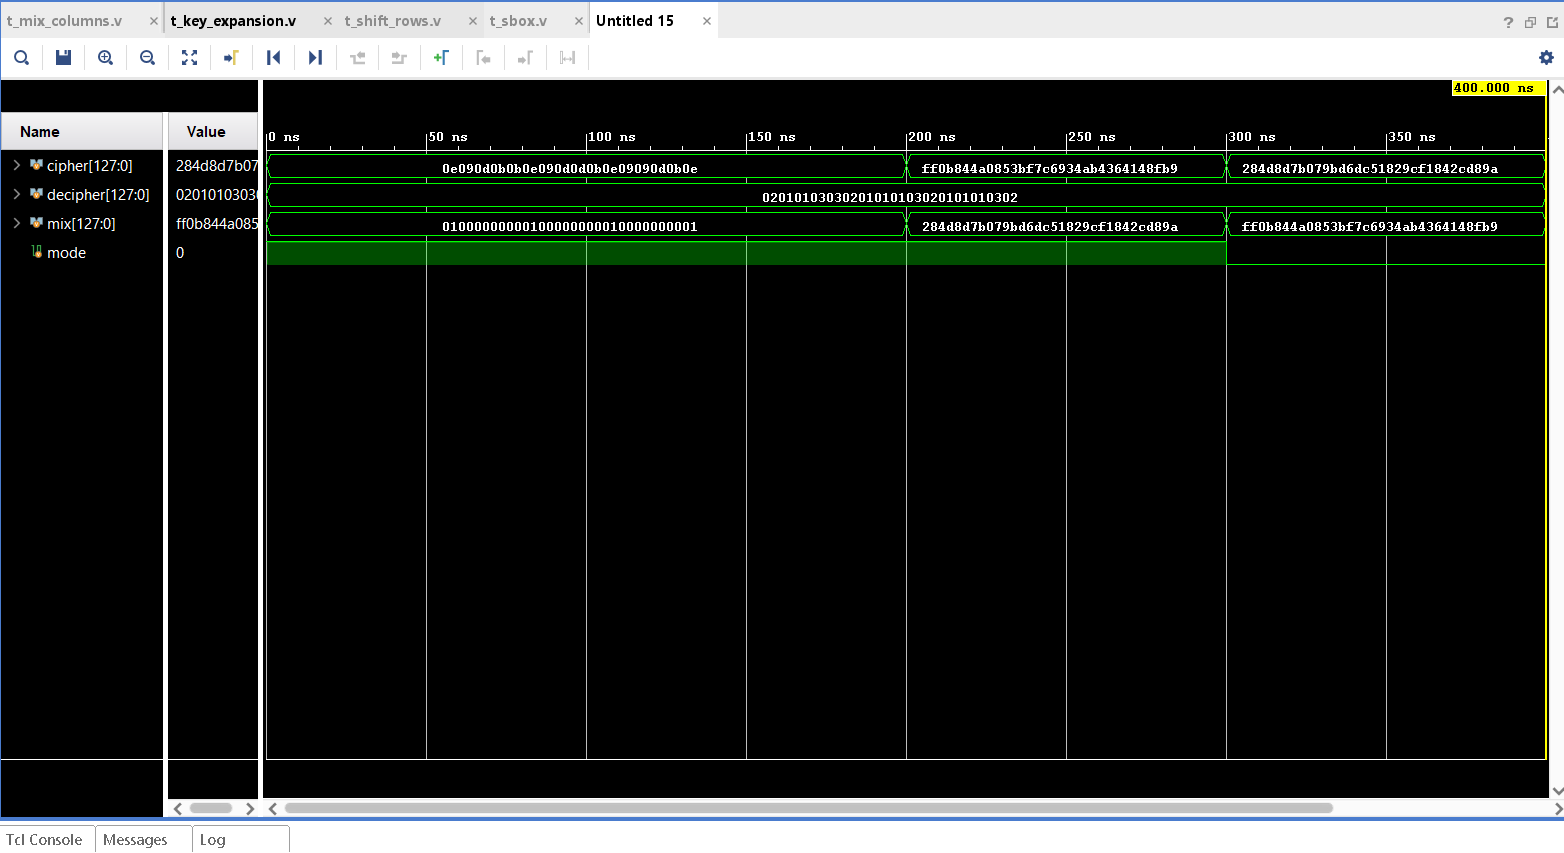 t_mix_columns.v × t_key_expansion.v × t_shift_rows.v × t_sbox.v × Untitled 15 × ?
400.000 ns
Name Value 0 ns 50 ns 100 ns 150 ns 200 ns 250 ns 300 ns 350 ns
cipher[127:0] 284d8d7b07 0e090d0b0b0e090d0d0b0e09090d0b0e ff0b844a0853bf7c6934ab4364148fb9 284d8d7b079bd6dc51829cf1842cd89a
decipher[127:0] 0201010303 02010103030201010103020101010302
mix[127:0] ff0b844a085 01000000000100000000010000000001 284d8d7b079bd6dc51829cf1842cd89a ff0b844a0853bf7c6934ab4364148fb9
mode 0
Tcl Console Messages Log